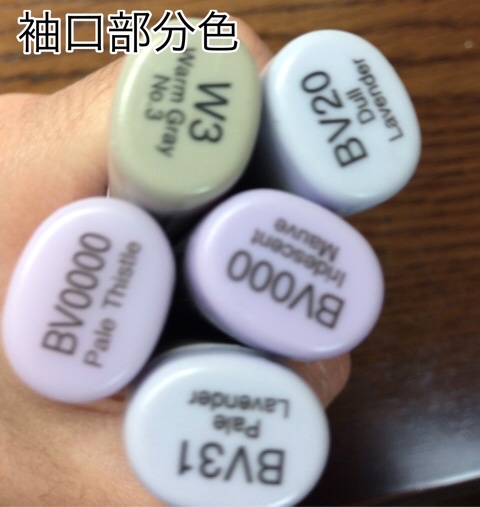 袖口部分色
W3
Warm Gray
No.3
BV20
Dull
Lavender
BV0000
Pale Thistle
BV000
Iridescent
Mauve
BV31
Pale
Lavender